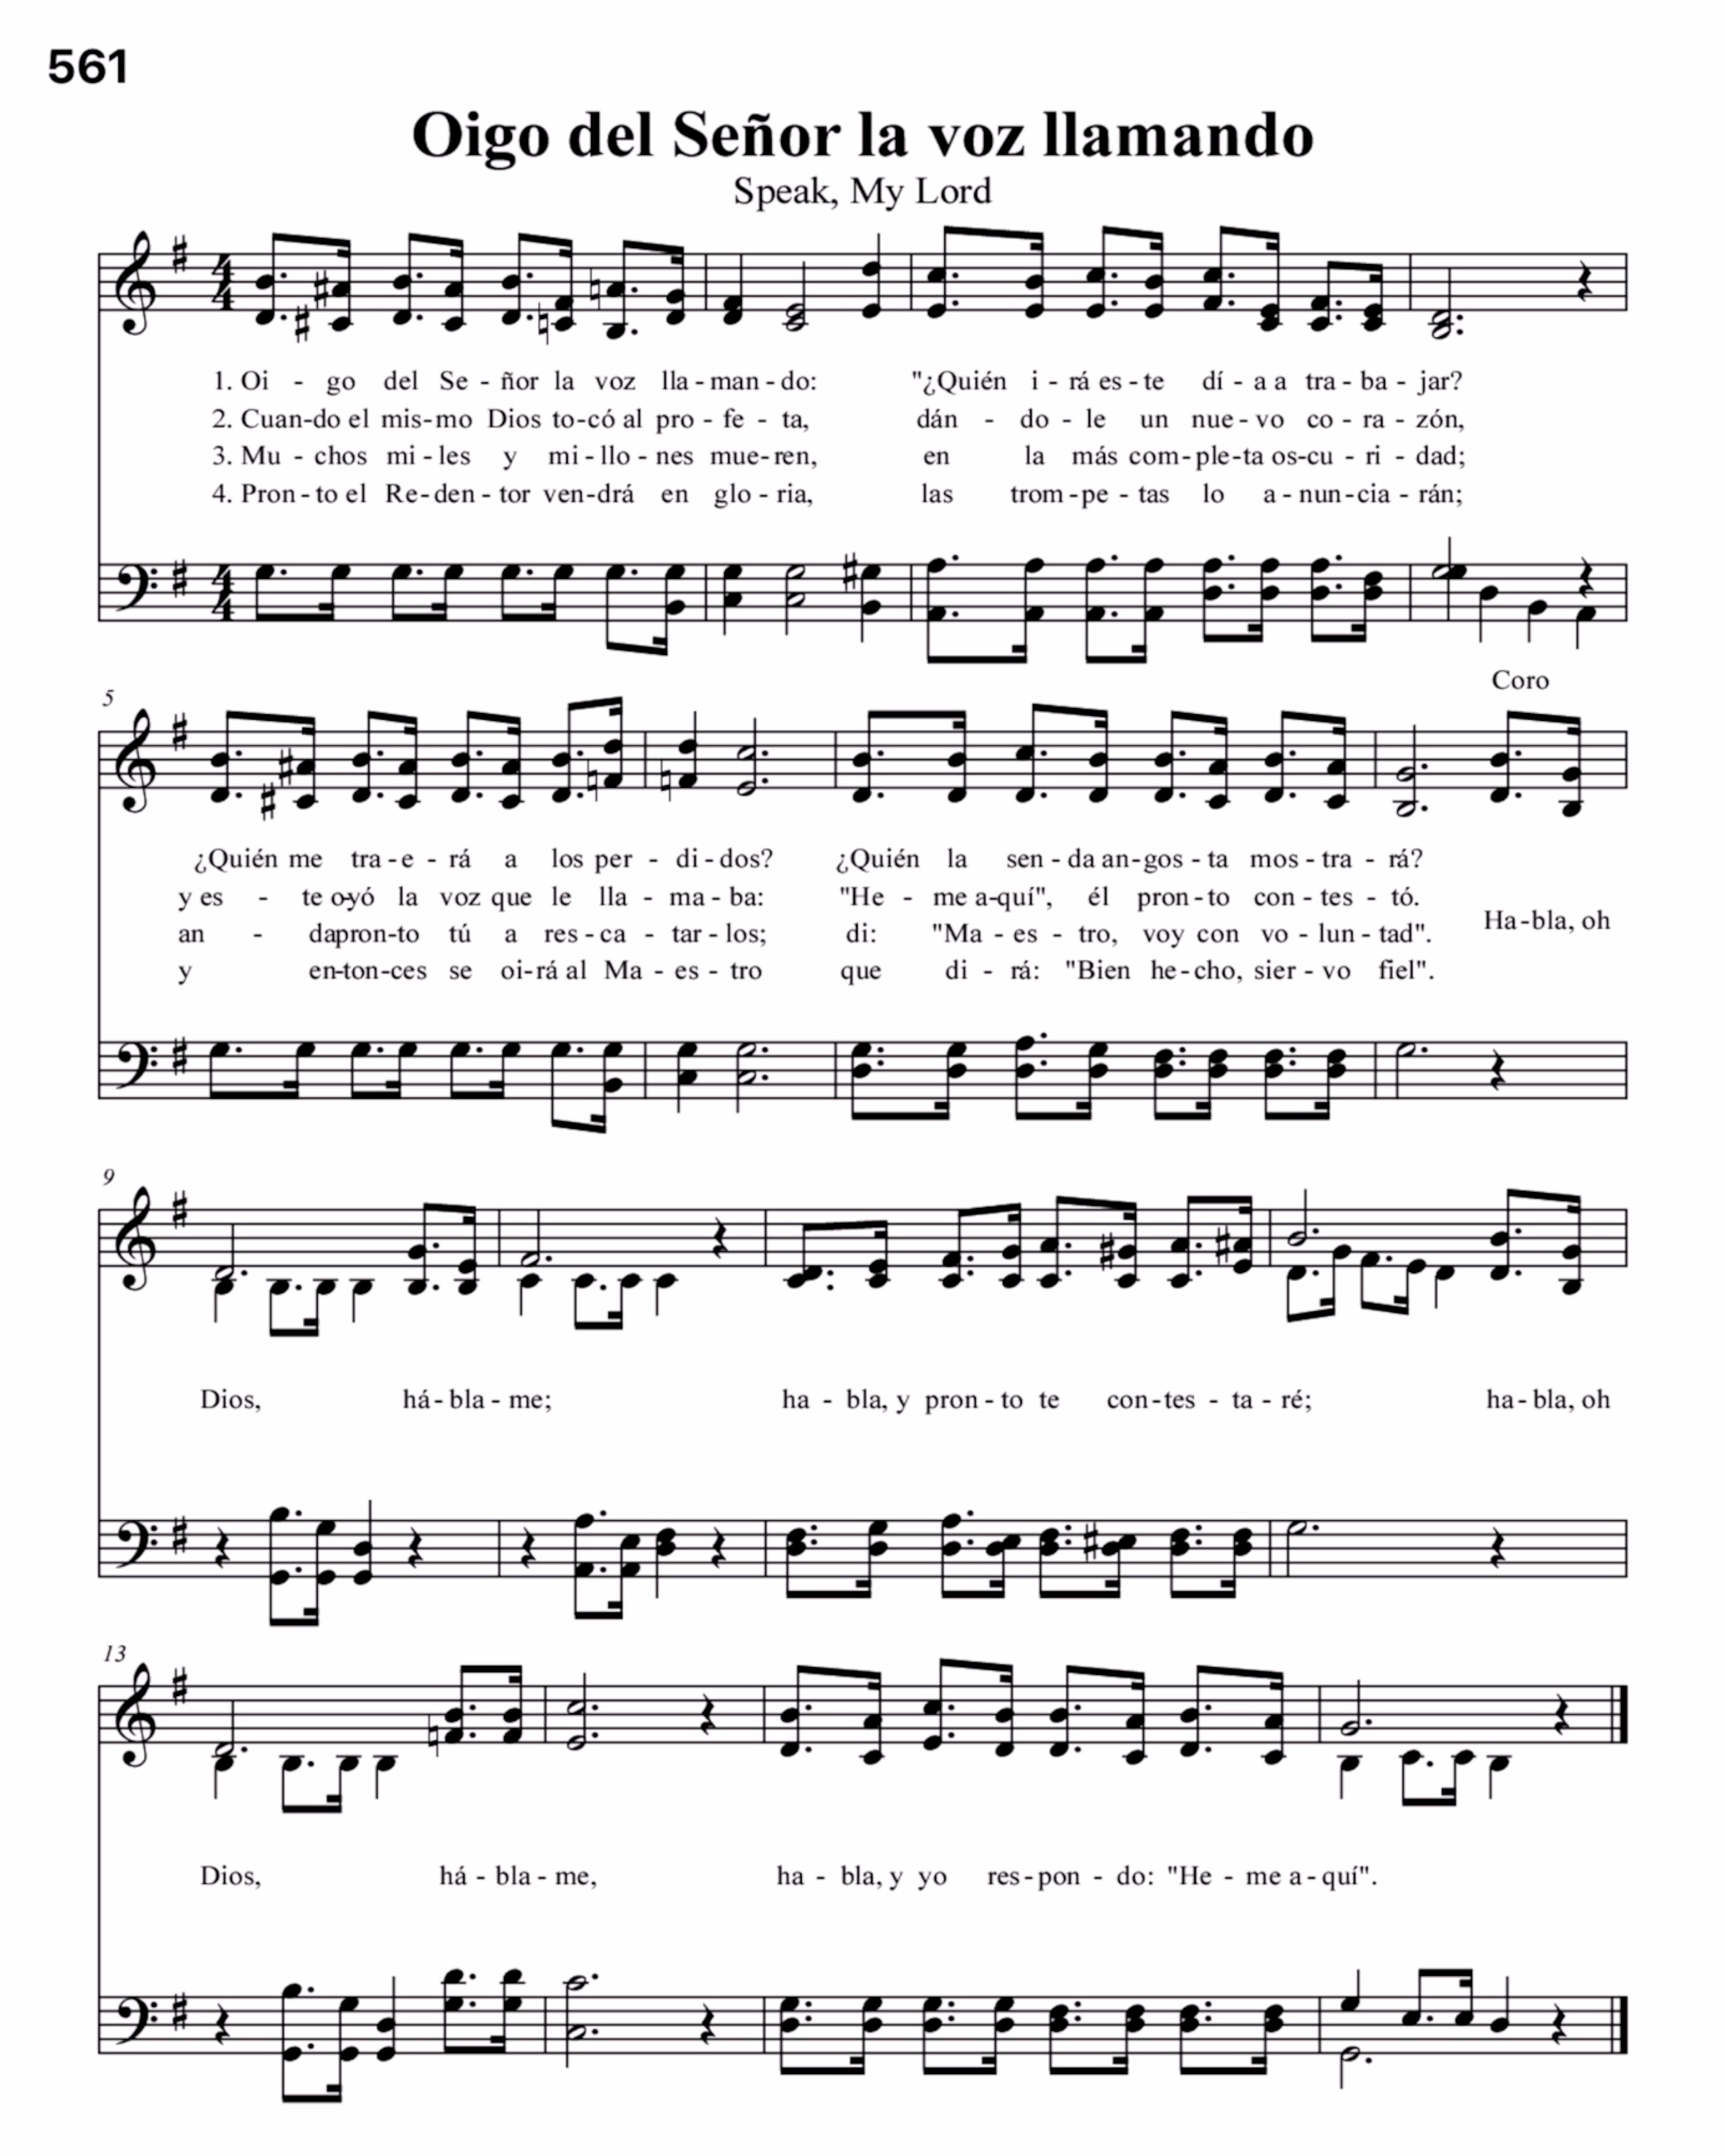 561
Oigo del Señor la voz llamando
Speak, My Lord
1. Oi - go del Se - ñor la voz lla - man - do: "¿Quién i - rá es - te dí - a a tra - ba - jar?
2. Cuan - do el mis - mo Dios to - có al pro - fe - ta, dán - do - le un nue - vo co - ra - zón,
3. Mu - chos mi - les y mi - llo - nes mue - ren, en la más com - ple - ta os - cu - ri - dad;
4. Pron - to el Re - den - tor ven - drá en glo - ria, las trom - pe - tas lo a - nun - cia - rán;
5
Coro
¿Quién me tra - e - rá a los per - di - dos? ¿Quién la sen - da an - gos - ta mos - tra - rá?
y es - te o - yó la voz que le lla - ma - ba: "He - me a - quí", él pron - to con - tes - tó.
Ha - bla, oh
an - da pron - to tú a res - ca - tar - los; di: "Ma - es - tro, voy con vo - lun - tad".
y en - ton - ces se oi - rá al Ma - es - tro que di - rá: "Bien he - cho, sier - vo fiel".
9
Dios, há - bla - me; ha - bla, y pron - to te con - tes - ta - ré; ha - bla, oh
13
Dios, há - bla - me, ha - bla, y yo res - pon - do: "He - me a - quí".